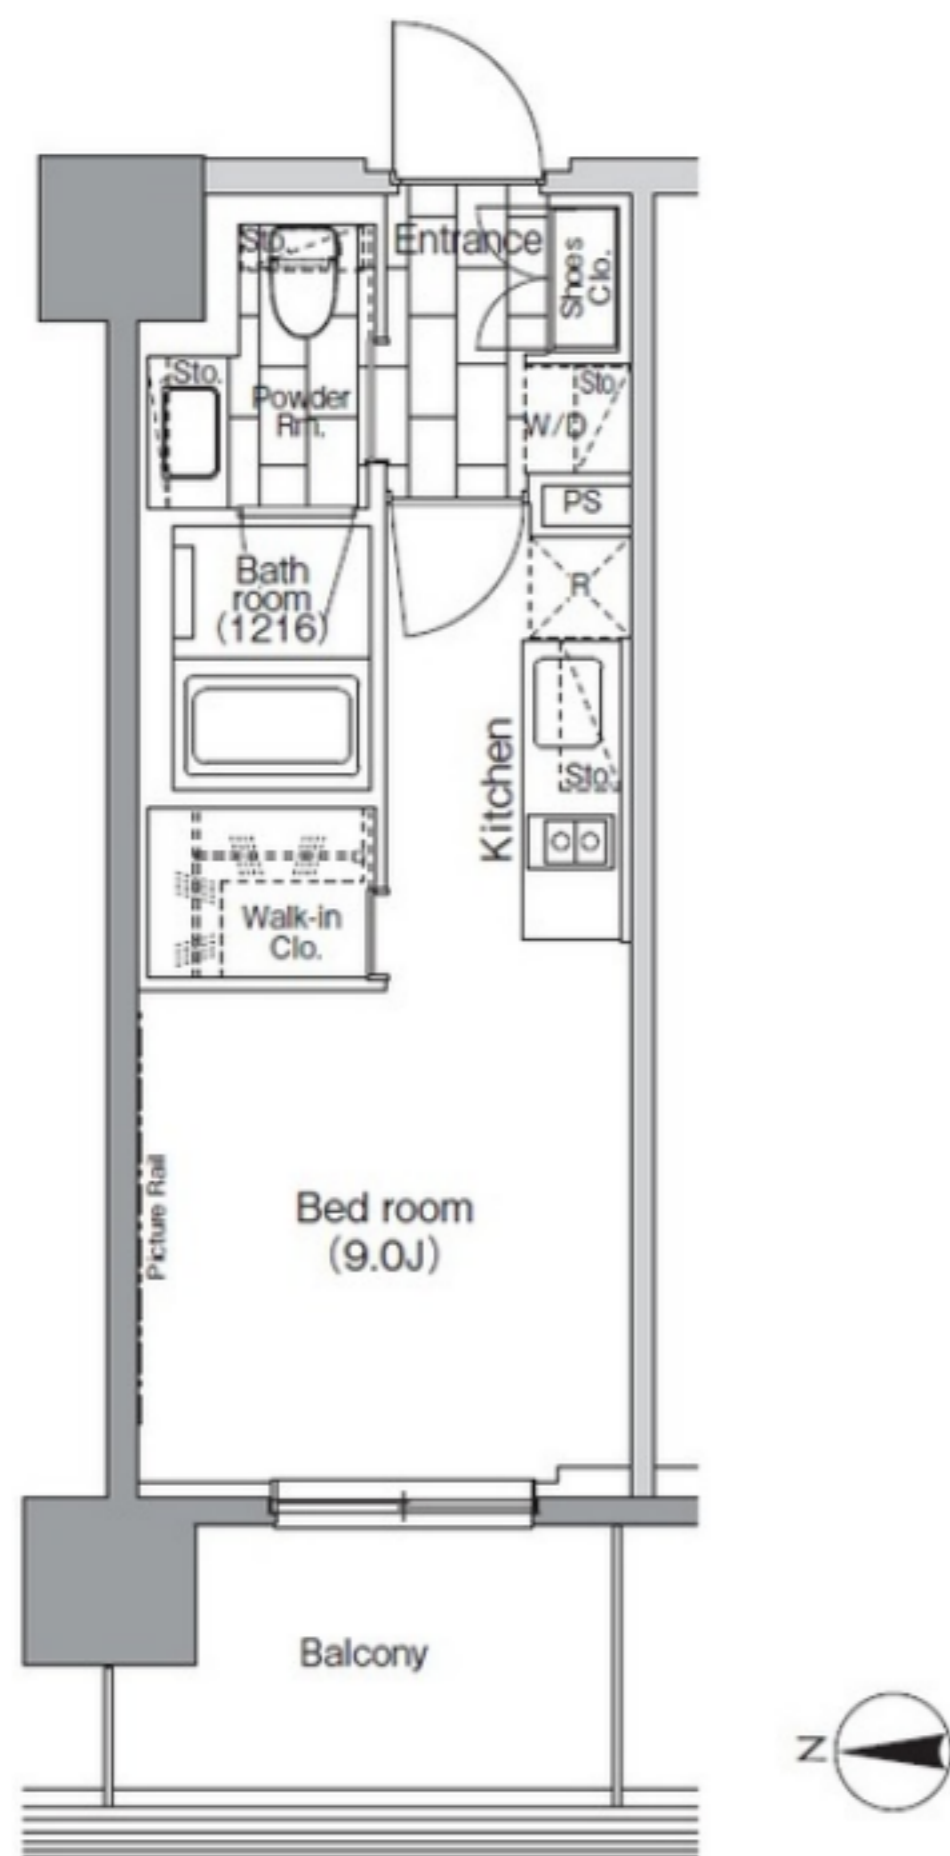 Sto.
Entrance
Shoes
Clo.
Sto.
Powder
Rm.
Sto.
W/D
PS
Bath
room
(1216)
R
Kitchen
Sto.
Walk-in
Clo.
Picture Rail
Bed room
(9.0J)
Balcony
N